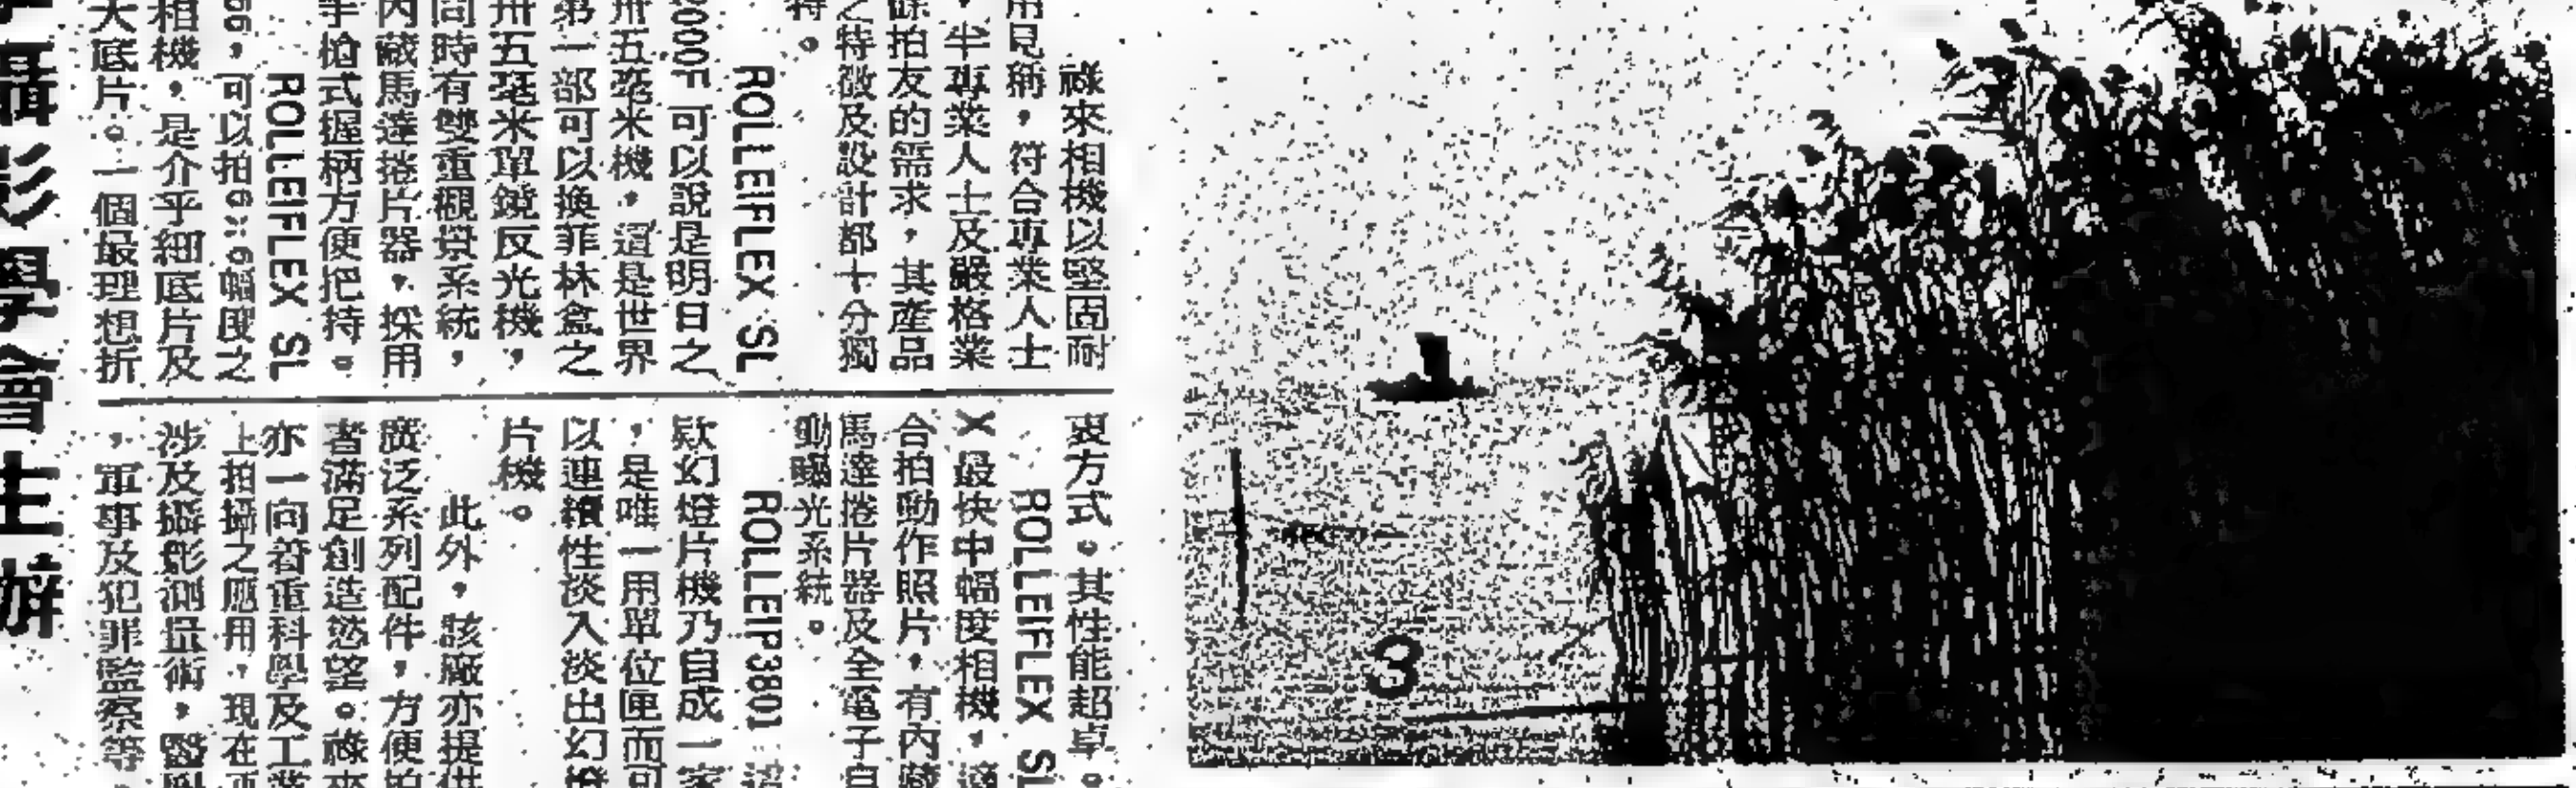 祿來相機以堅固耐
用見稱，符合專業人士
，半專業人士及嚴格業
餘拍友的需求，其產品
之特徵及設計都十分獨
特。
ROLLEIFLEX SL
2000F 可以說是明日之
卅五毫米機，這是世界
第一部可以換菲林盒之
卅五毫米單鏡反光機，
同時有雙重觀景系統，
內藏馬達捲片器，採用
手搶式握柄方便把持。
ROLLEIFLEX SL
66，可以拍6×6幅度之
相機，是介乎細底片及
大底片。一個最理想折
衷方式。其性能超卓。
ROLLEIFLEX SL
X 最快中幅度相機，適
合拍動作照片，有內藏
馬達捲片器及全電子自
動曝光系統。
ROLLEIP3801
欵幻燈片機乃自成一家
，是唯一用單位匣而可
以連續性淡入淡出幻燈
片機。
此外，該廠亦提供
廣泛系列配件，方便拍
者滿足創造慾望。祿來
亦一向着重科學及工業
上拍攝之應用，現在更
涉及攝影測量術，醫學
，軍事及犯罪監察等。
攝影學會主辦
3